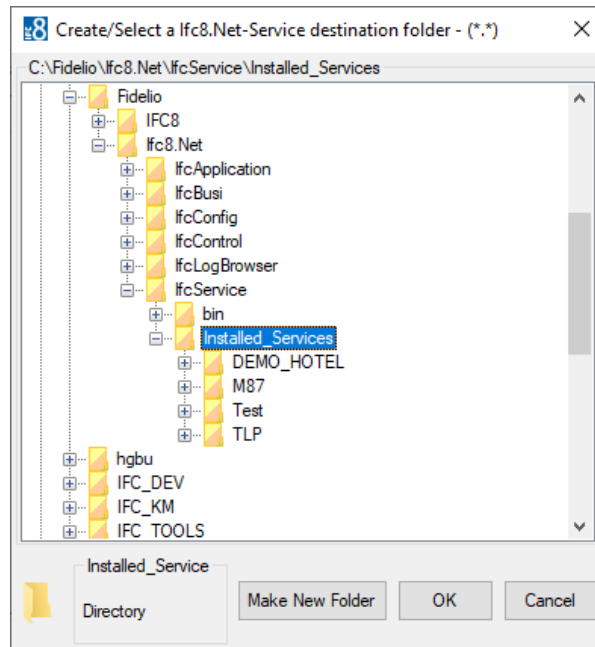 Create/Select a Ifc8.Net-Service destination folder - (*.*)
C:\Fidelio\Ifc8.Net\IfcService\Installed_Services
Fidelio
IFC8
Ifc8.Net
IfcApplication
IfcBusi
IfcConfig
IfcControl
IfcLogBrowser
IfcService
bin
Installed_Services
DEMO_HOTEL
M87
Test
TLP
hgbu
IFC_DEV
IFC_KM
IFC_TOOLS
Installed_Service
Directory
Make New Folder
OK
Cancel